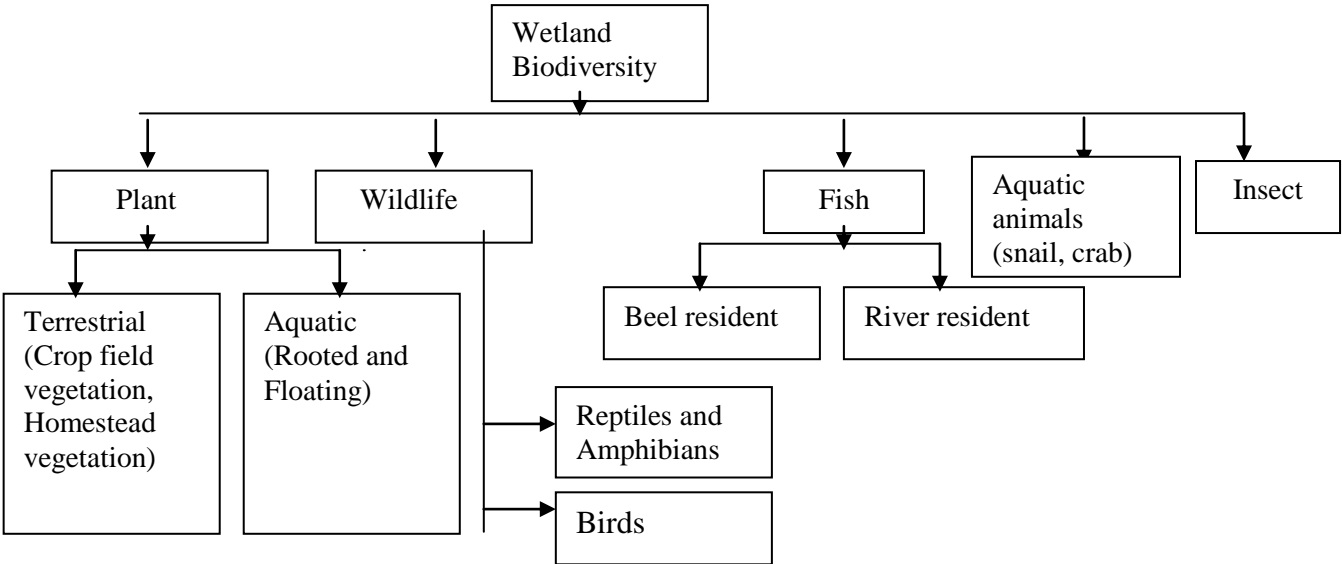 Wetland
Biodiversity
Plant
Wildlife
Fish
Aquatic
animals
(snail, crab)
Insect
Terrestrial
(Crop field
vegetation,
Homestead
vegetation)
Aquatic
(Rooted and
Floating)
Beel resident
River resident
Reptiles and
Amphibians
Birds